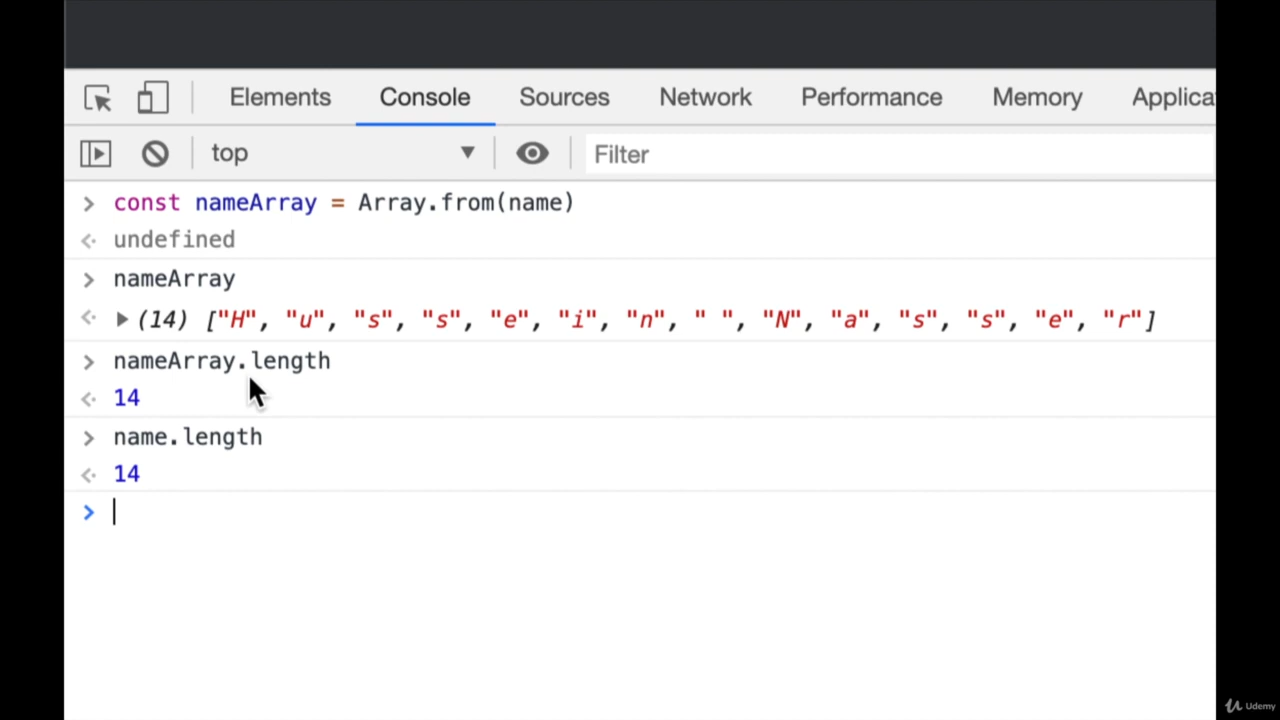 Elements Console Sources Network Performance Memory Applica
top Filter
const nameArray = Array.from(name)
undefined
nameArray
(14) ["H", "u", "s", "s", "e", "i", "n", " ", "N", "a", "s", "s", "e", "r"]
nameArray.length
14
name.length
14
Udemy